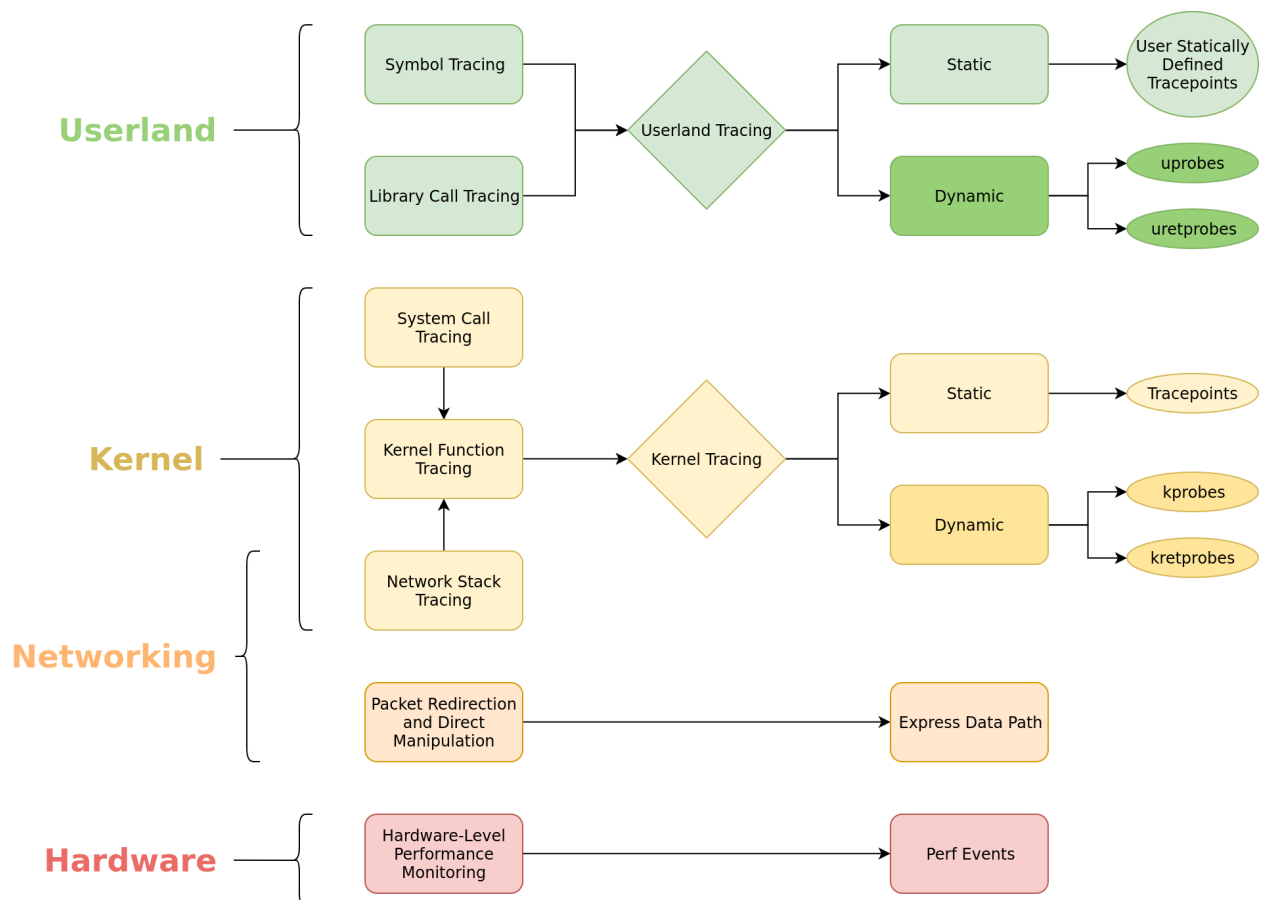 Userland
Symbol Tracing
Library Call Tracing
Userland Tracing
Static
User Statically
Defined
Tracepoints
Dynamic
uprobes
uretprobes
Kernel
System Call
Tracing
Kernel Function
Tracing
Network Stack
Tracing
Kernel Tracing
Static
Tracepoints
Dynamic
kprobes
kretprobes
Networking
Packet Redirection
and Direct
Manipulation
Express Data Path
Hardware
Hardware-Level
Performance
Monitoring
Perf Events